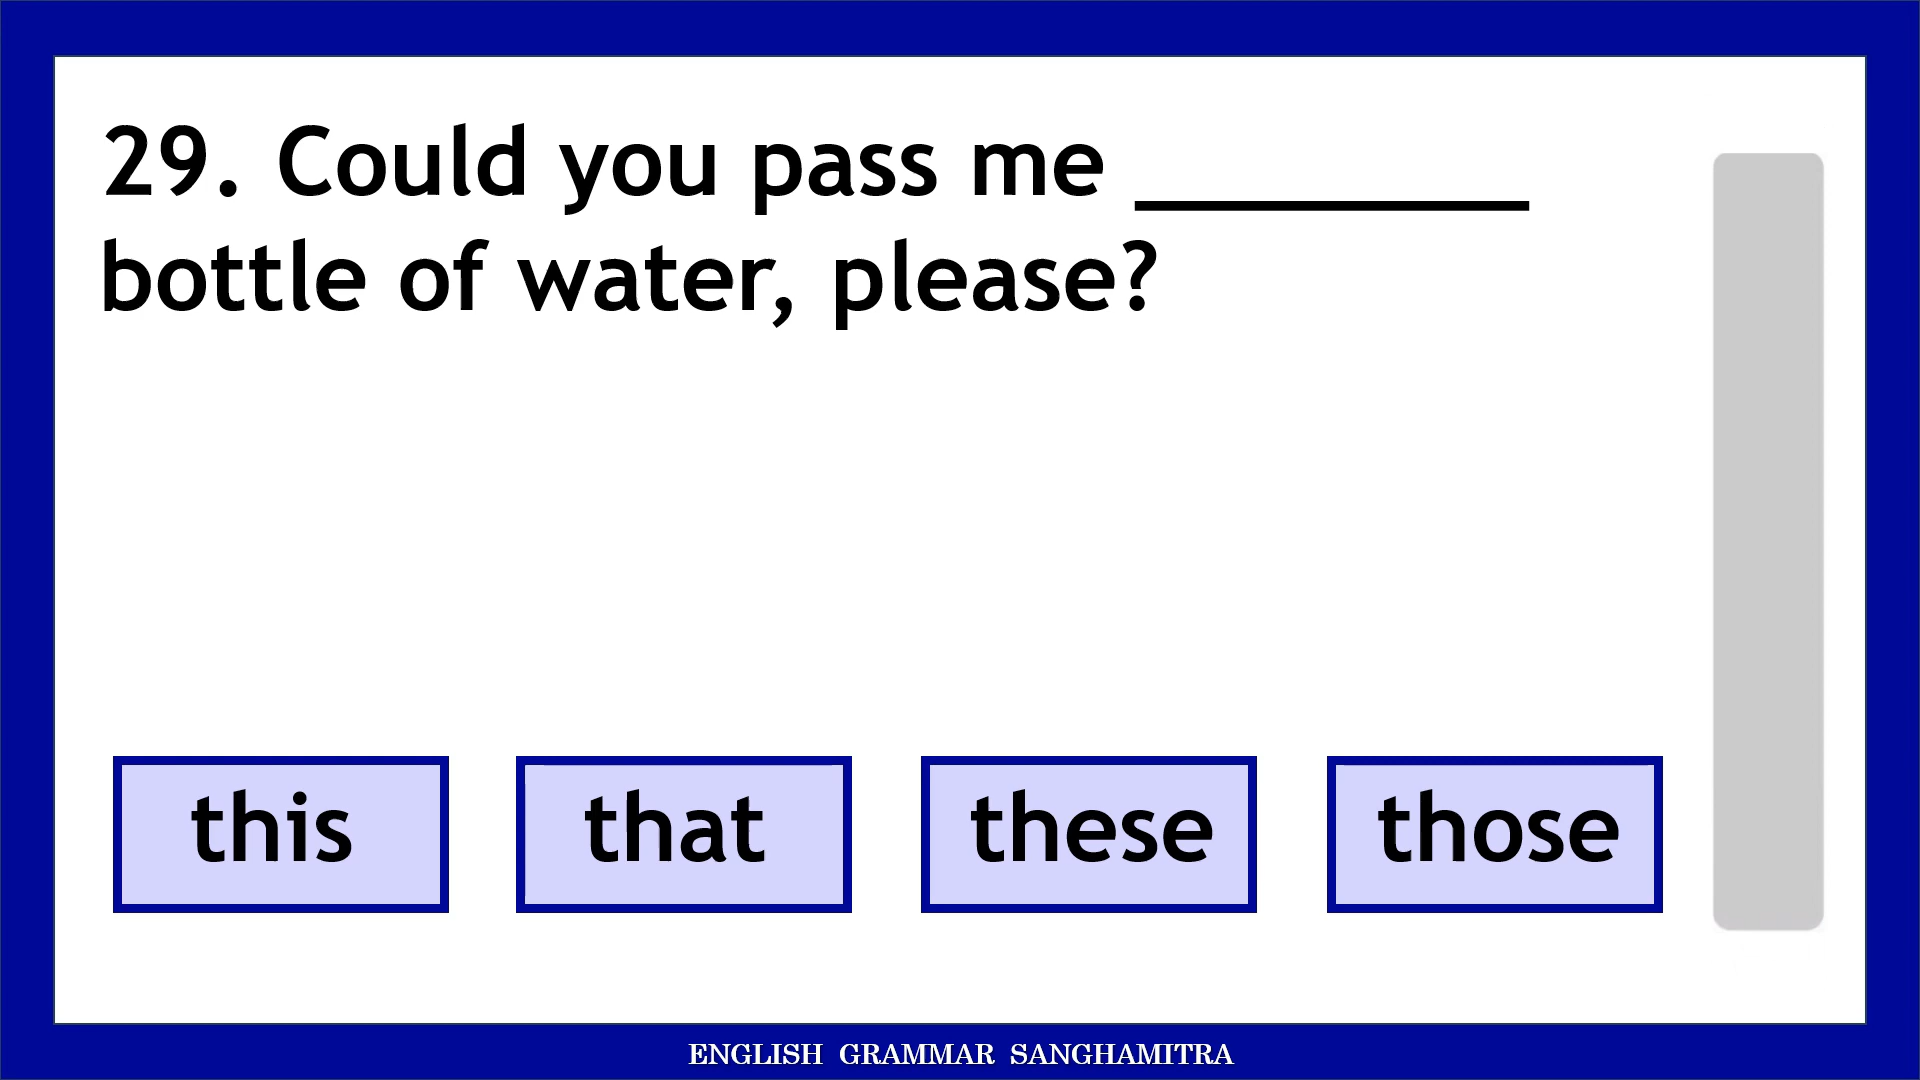 29. Could you pass me ________
bottle of water, please?
this that these those
ENGLISH GRAMMAR SANGHAMITRA